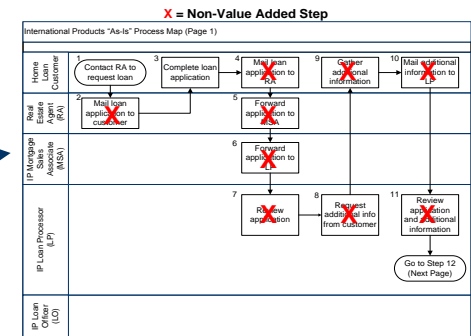 X = Non-Value Added Step
International Products "As-Is" Process Map (Page 1)
Home
Loan
Customer
1
Contact RA to
request loan
3
Complete loan
application
4
Mail loan
application to
RA
9
Gather
additional
information
10
Mail additional
information to
LP
Real
Estate
Agent
(RA)
2
Mail loan
application to
customer
5
Forward
application to
MSA
IP Mortgage
Sales
Associate
(MSA)
6
Forward
application to
LP
IP Loan Processor
(LP)
7
Review
application
8
Request
additional info
from customer
11
Review
application
and additional
information
Go to Step 12
(Next Page)
IP Loan
Officer
(LO)